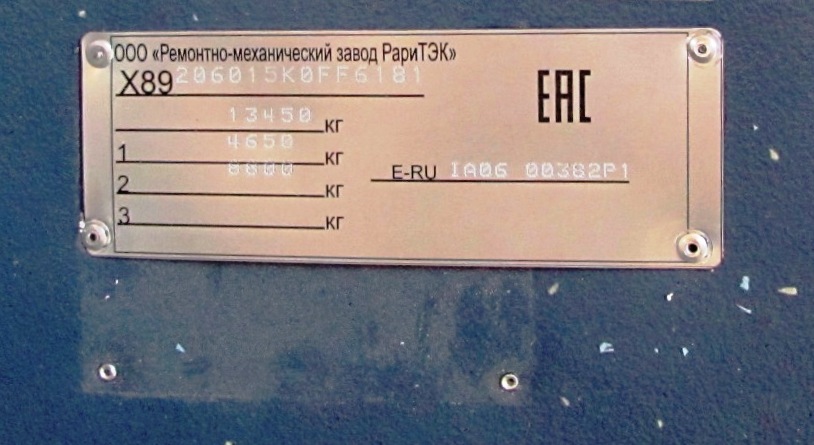 ООО «Ремонтно-механический завод РариТЭК»
X89206015K0FF6181
EAC
13450 кг
1 4650 кг
2 8800 кг
E-RU IA06 00382P1
3 кг